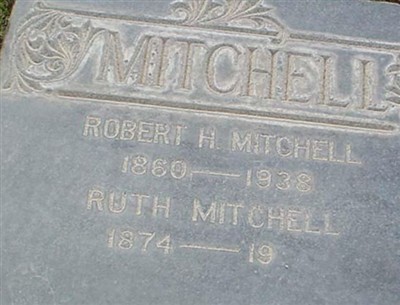 MITCHELL
ROBERT H. MITCHELL
1860 — 1938
RUTH MITCHELL
1874 — 19